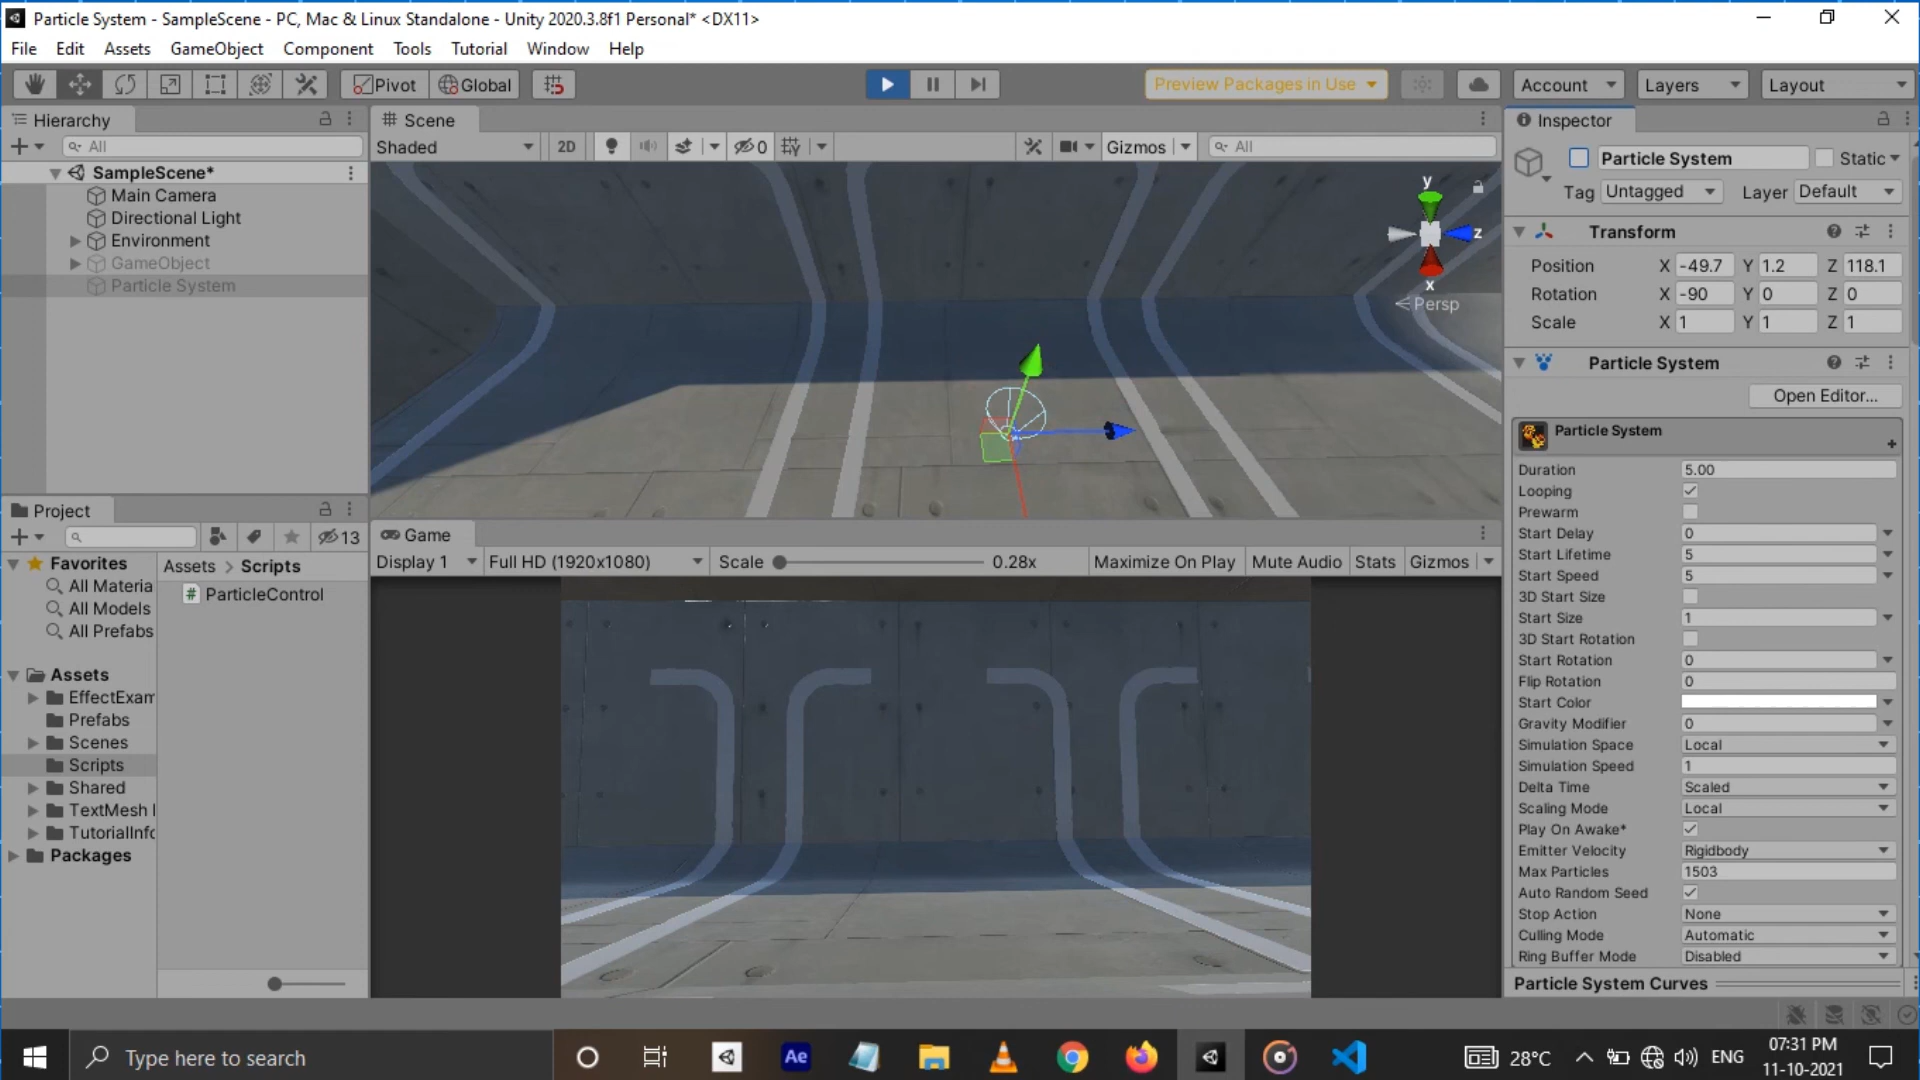 Particle System - SampleScene - PC, Mac & Linux Standalone - Unity 2020.3.8f1 Personal* <DX11>
File Edit Assets GameObject Component Tools Tutorial Window Help
Pivot Global Preview Packages in Use Account Layers Layout
Hierarchy
All
SampleScene*
Main Camera
Directional Light
Environment
GameObject
Particle System
Scene
Shaded 2D 0 Gizmos All
y
z
x
Persp
Project
13
Favorites
All Materia
All Models
All Prefabs
Assets
EffectExam
Prefabs
Scenes
Scripts
Shared
TextMesh
TutorialInfo
Packages
Assets > Scripts
# ParticleControl
Game
Display 1 Full HD (1920x1080) Scale 0.28x Maximize On Play Mute Audio Stats Gizmos
Inspector
Particle System Static
Tag Untagged Layer Default
Transform
Position X -49.7 Y 1.2 Z 118.1
Rotation X -90 Y 0 Z 0
Scale X 1 Y 1 Z 1
Particle System
Open Editor...
Particle System
Duration 5.00
Looping
Prewarm
Start Delay 0
Start Lifetime 5
Start Speed 5
3D Start Size
Start Size 1
3D Start Rotation
Start Rotation 0
Flip Rotation 0
Start Color
Gravity Modifier 0
Simulation Space Local
Simulation Speed 1
Delta Time Scaled
Scaling Mode Local
Play On Awake*
Emitter Velocity Rigidbody
Max Particles 1503
Auto Random Seed
Stop Action None
Culling Mode Automatic
Ring Buffer Mode Disabled
Particle System Curves
Type here to search Ae 28°C ENG 07:31 PM
11-10-2021